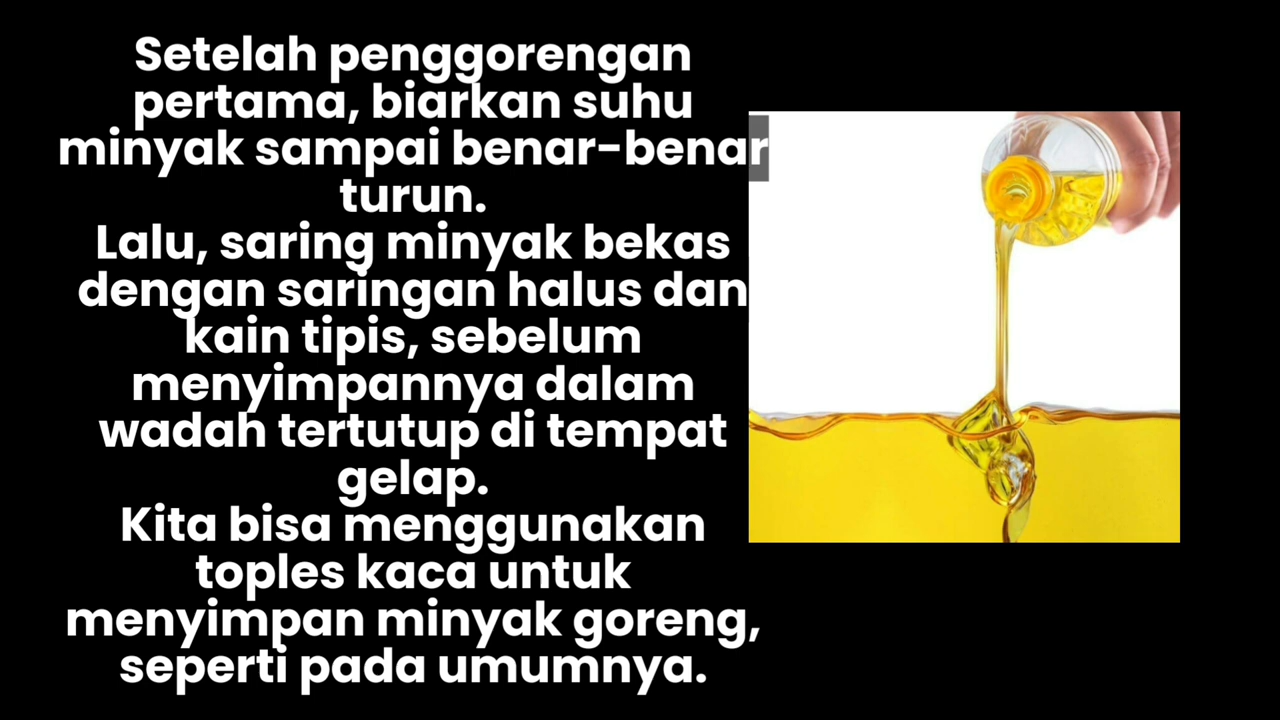 Setelah penggorengan
pertama, biarkan suhu
minyak sampai benar-benar
turun.
Lalu, saring minyak bekas
dengan saringan halus dan
kain tipis, sebelum
menyimpannya dalam
wadah tertutup di tempat
gelap.
Kita bisa menggunakan
toples kaca untuk
menyimpan minyak goreng,
seperti pada umumnya.